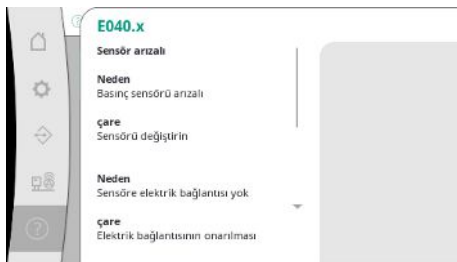 E040.x
Sensör arızalı
Neden
Basınç sensörü arızalı
çare
Sensörü değiştirin
Neden
Sensöre elektrik bağlantısı yok
çare
Elektrik bağlantısının onarılması